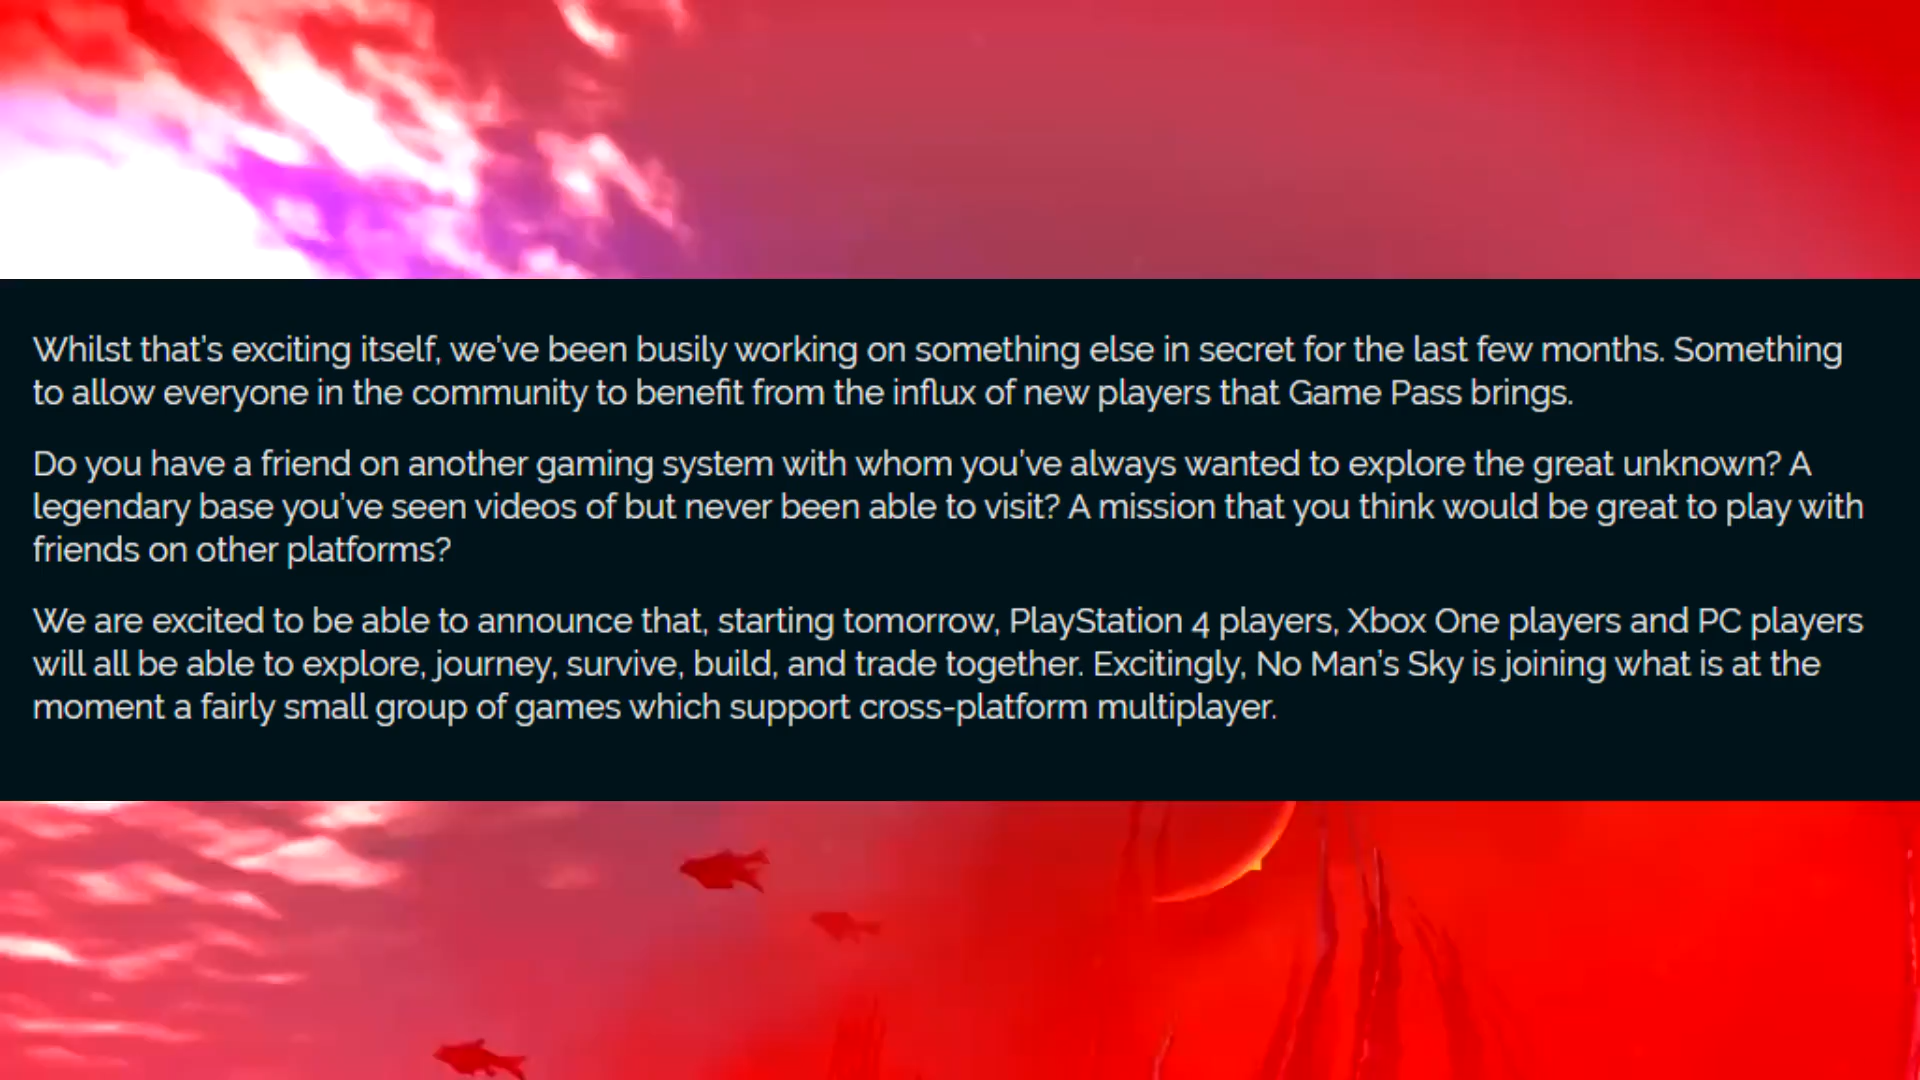 Whilst that's exciting itself, we've been busily working on something else in secret for the last few months. Something
to allow everyone in the community to benefit from the influx of new players that Game Pass brings.
Do you have a friend on another gaming system with whom you've always wanted to explore the great unknown? A
legendary base you've seen videos of but never been able to visit? A mission that you think would be great to play with
friends on other platforms?
We are excited to be able to announce that, starting tomorrow, PlayStation 4 players, Xbox One players and PC players
will all be able to explore, journey, survive, build, and trade together. Excitingly, No Man's Sky is joining what is at the
moment a fairly small group of games which support cross-platform multiplayer.